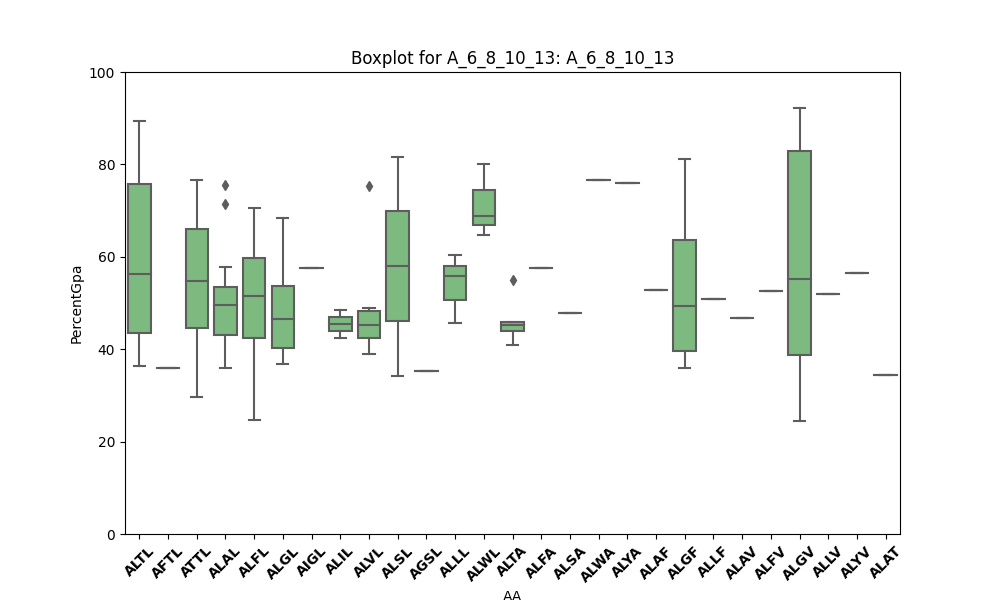 Boxplot for A_6_8_10_13: A_6_8_10_13
100
80
60
40
20
0
PercentGpa
ALTL AFTL ATTL ALAL ALFL ALGL AIGL ALIL ALVL ALSL AGSL ALLL ALWL ALTA ALFA ALSA ALWA ALYA ALAF ALGF ALLF ALAV ALFV ALGV ALLV ALYV ALAT
AA